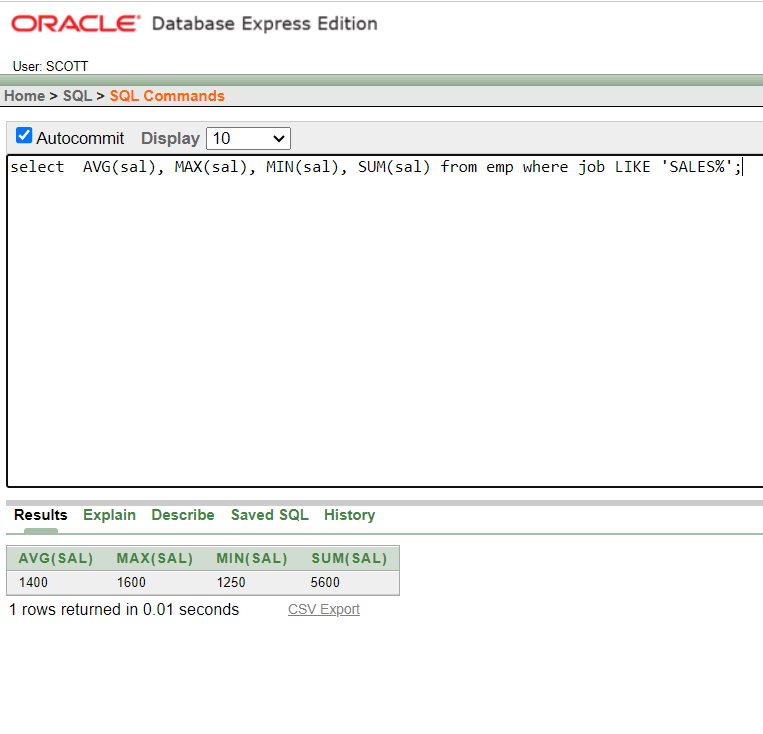 ORACLE® Database Express Edition
User: SCOTT
Home > SQL > SQL Commands
Autocommit Display 10
select  AVG(sal), MAX(sal), MIN(sal), SUM(sal) from emp where job LIKE 'SALES%';
Results Explain Describe Saved SQL History
AVG(SAL) MAX(SAL) MIN(SAL) SUM(SAL)
1400 1600 1250 5600
1 rows returned in 0.01 seconds CSV Export